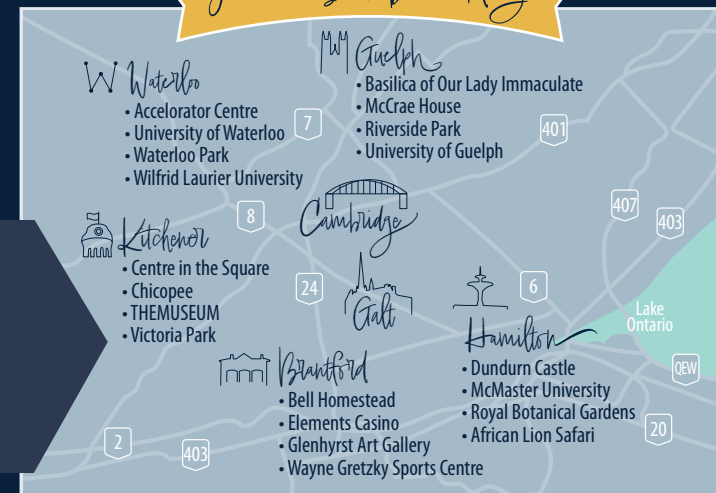 Waterloo
• Accelorator Centre
• University of Waterloo
• Waterloo Park
• Wilfrid Laurier University
7
Guelph
• Basilica of Our Lady Immaculate
• McCrae House
• Riverside Park
• University of Guelph
401
407
403
8
Cambridge
Kitchener
• Centre in the Square
• Chicopee
• THEMUSEUM
• Victoria Park
24
Galt
6
Lake
Ontario
Hamilton
• Dundurn Castle
• McMaster University
• Royal Botanical Gardens
• African Lion Safari
QEW
20
Brantford
• Bell Homestead
• Elements Casino
• Glenhyrst Art Gallery
• Wayne Gretzky Sports Centre
2
403